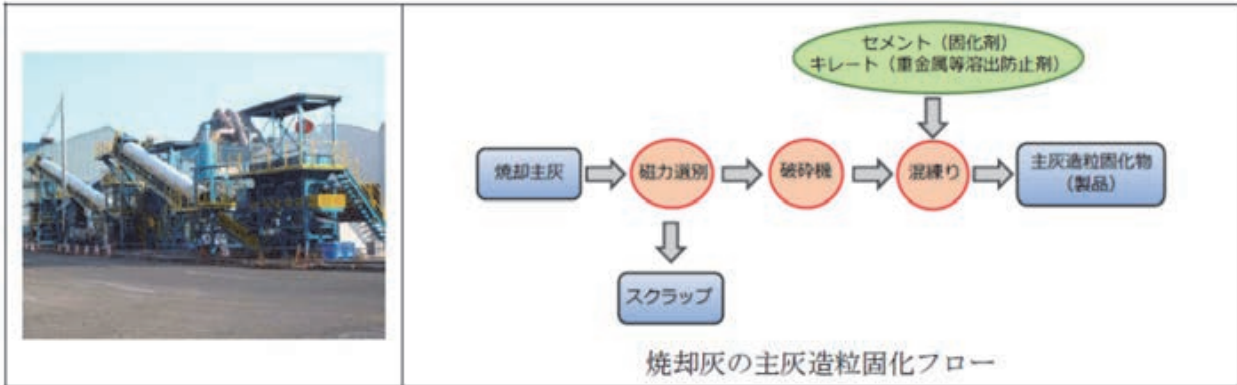 セメント（固化剤）
キレート（重金属等溶出防止剤）
焼却主灰
磁力選別
破砕機
混練り
主灰造粒固化物
（製品）
スクラップ
焼却灰の主灰造粒固化フロー